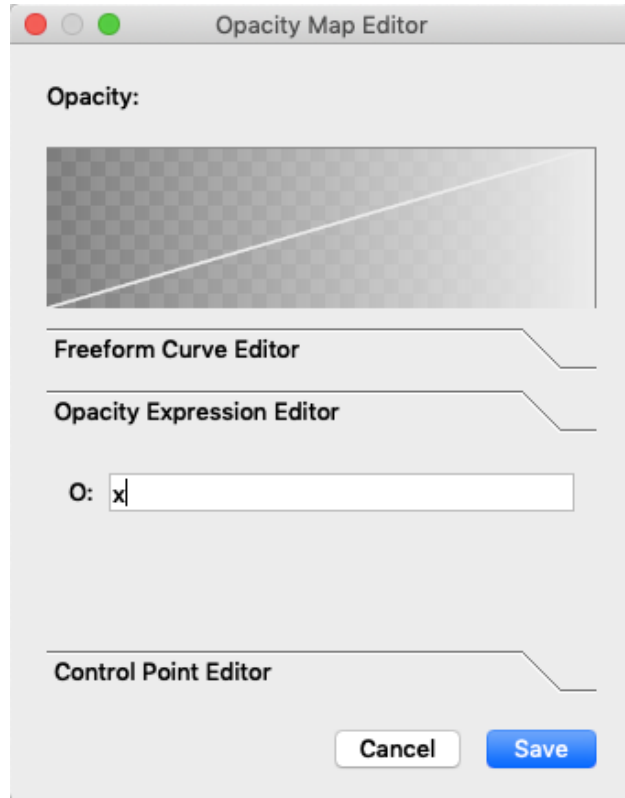 Opacity Map Editor
Opacity:
Freeform Curve Editor
Opacity Expression Editor
O: x
Control Point Editor
Cancel Save